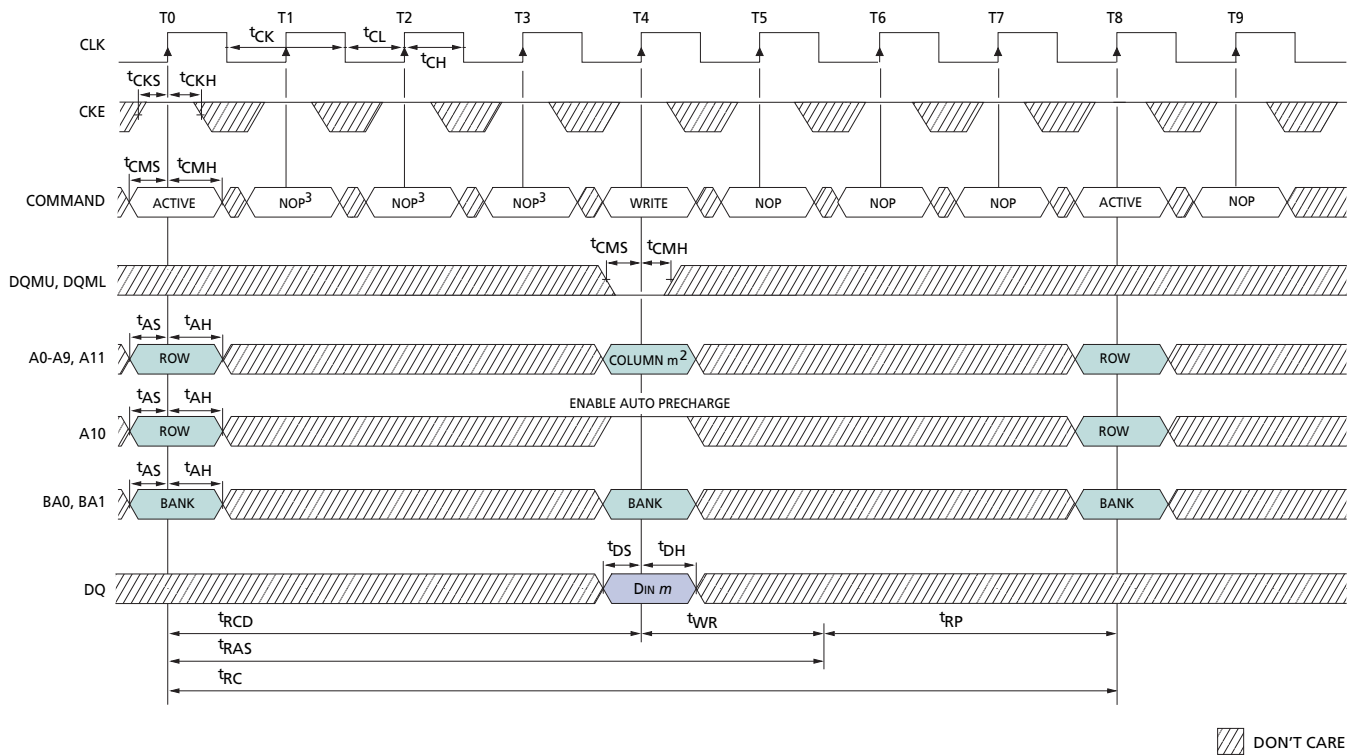 T0 T1 T2 T3 T4 T5 T6 T7 T8 T9
CLK tCK tCL tCH
tCKS tCKH
CKE
tCMS tCMH
COMMAND ACTIVE NOP3 NOP3 NOP3 WRITE NOP NOP NOP ACTIVE NOP
tCMS tCMH
DQMU, DQML
tAS tAH
A0-A9, A11 ROW COLUMN m2 ROW
ENABLE AUTO PRECHARGE
tAS tAH
A10 ROW ROW
tAS tAH
BA0, BA1 BANK BANK BANK
tDS tDH
DQ DIN m
tRCD tWR tRP
tRAS
tRC
DON'T CARE